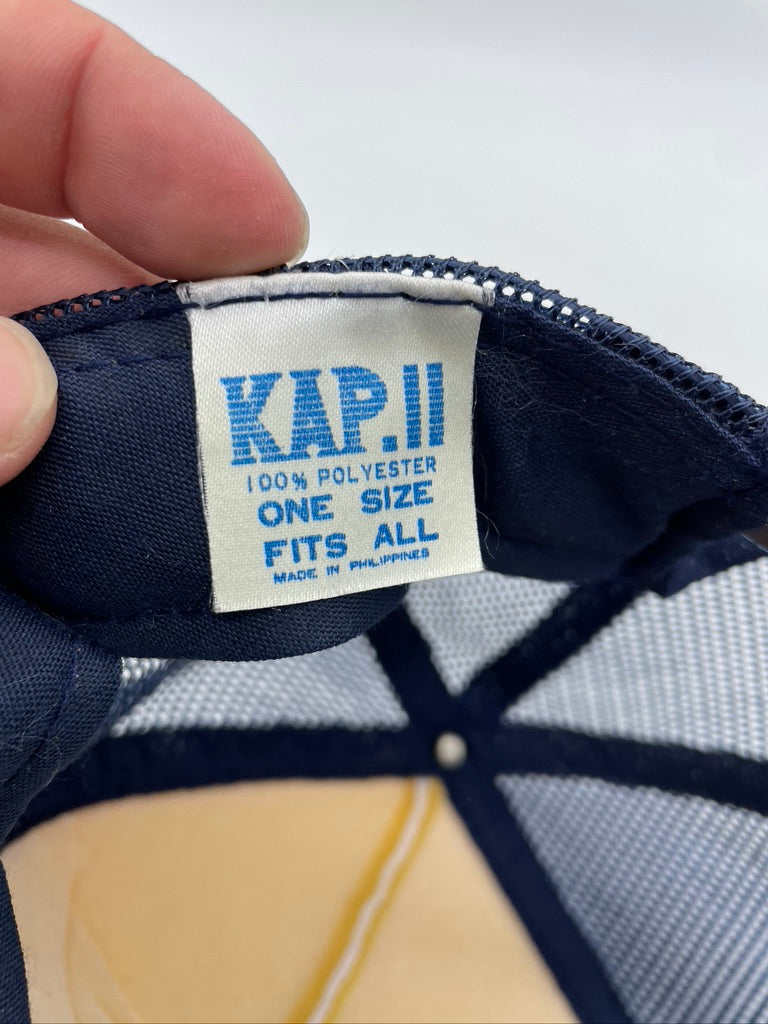 KAP.II
100% POLYESTER
ONE SIZE
FITS ALL
MADE IN PHILIPPINES